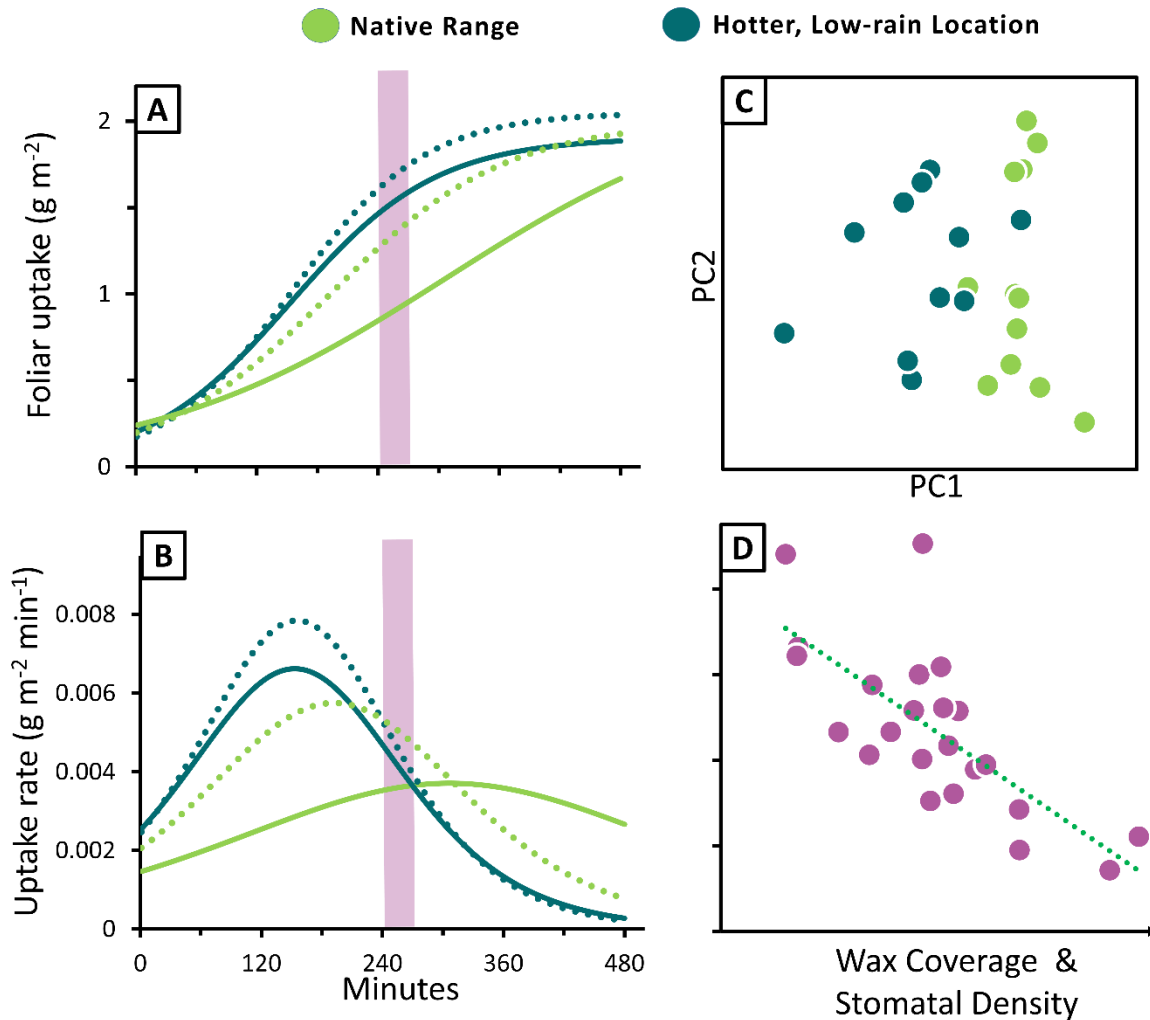 Native Range
Hotter, Low-rain Location
A
Foliar uptake (g m⁻²)
2
1
0
C
PC2
PC1
B
Uptake rate (g m⁻² min⁻¹)
0.008
0.006
0.004
0.002
0
0
120
240
360
480
Minutes
D
Wax Coverage &
Stomatal Density